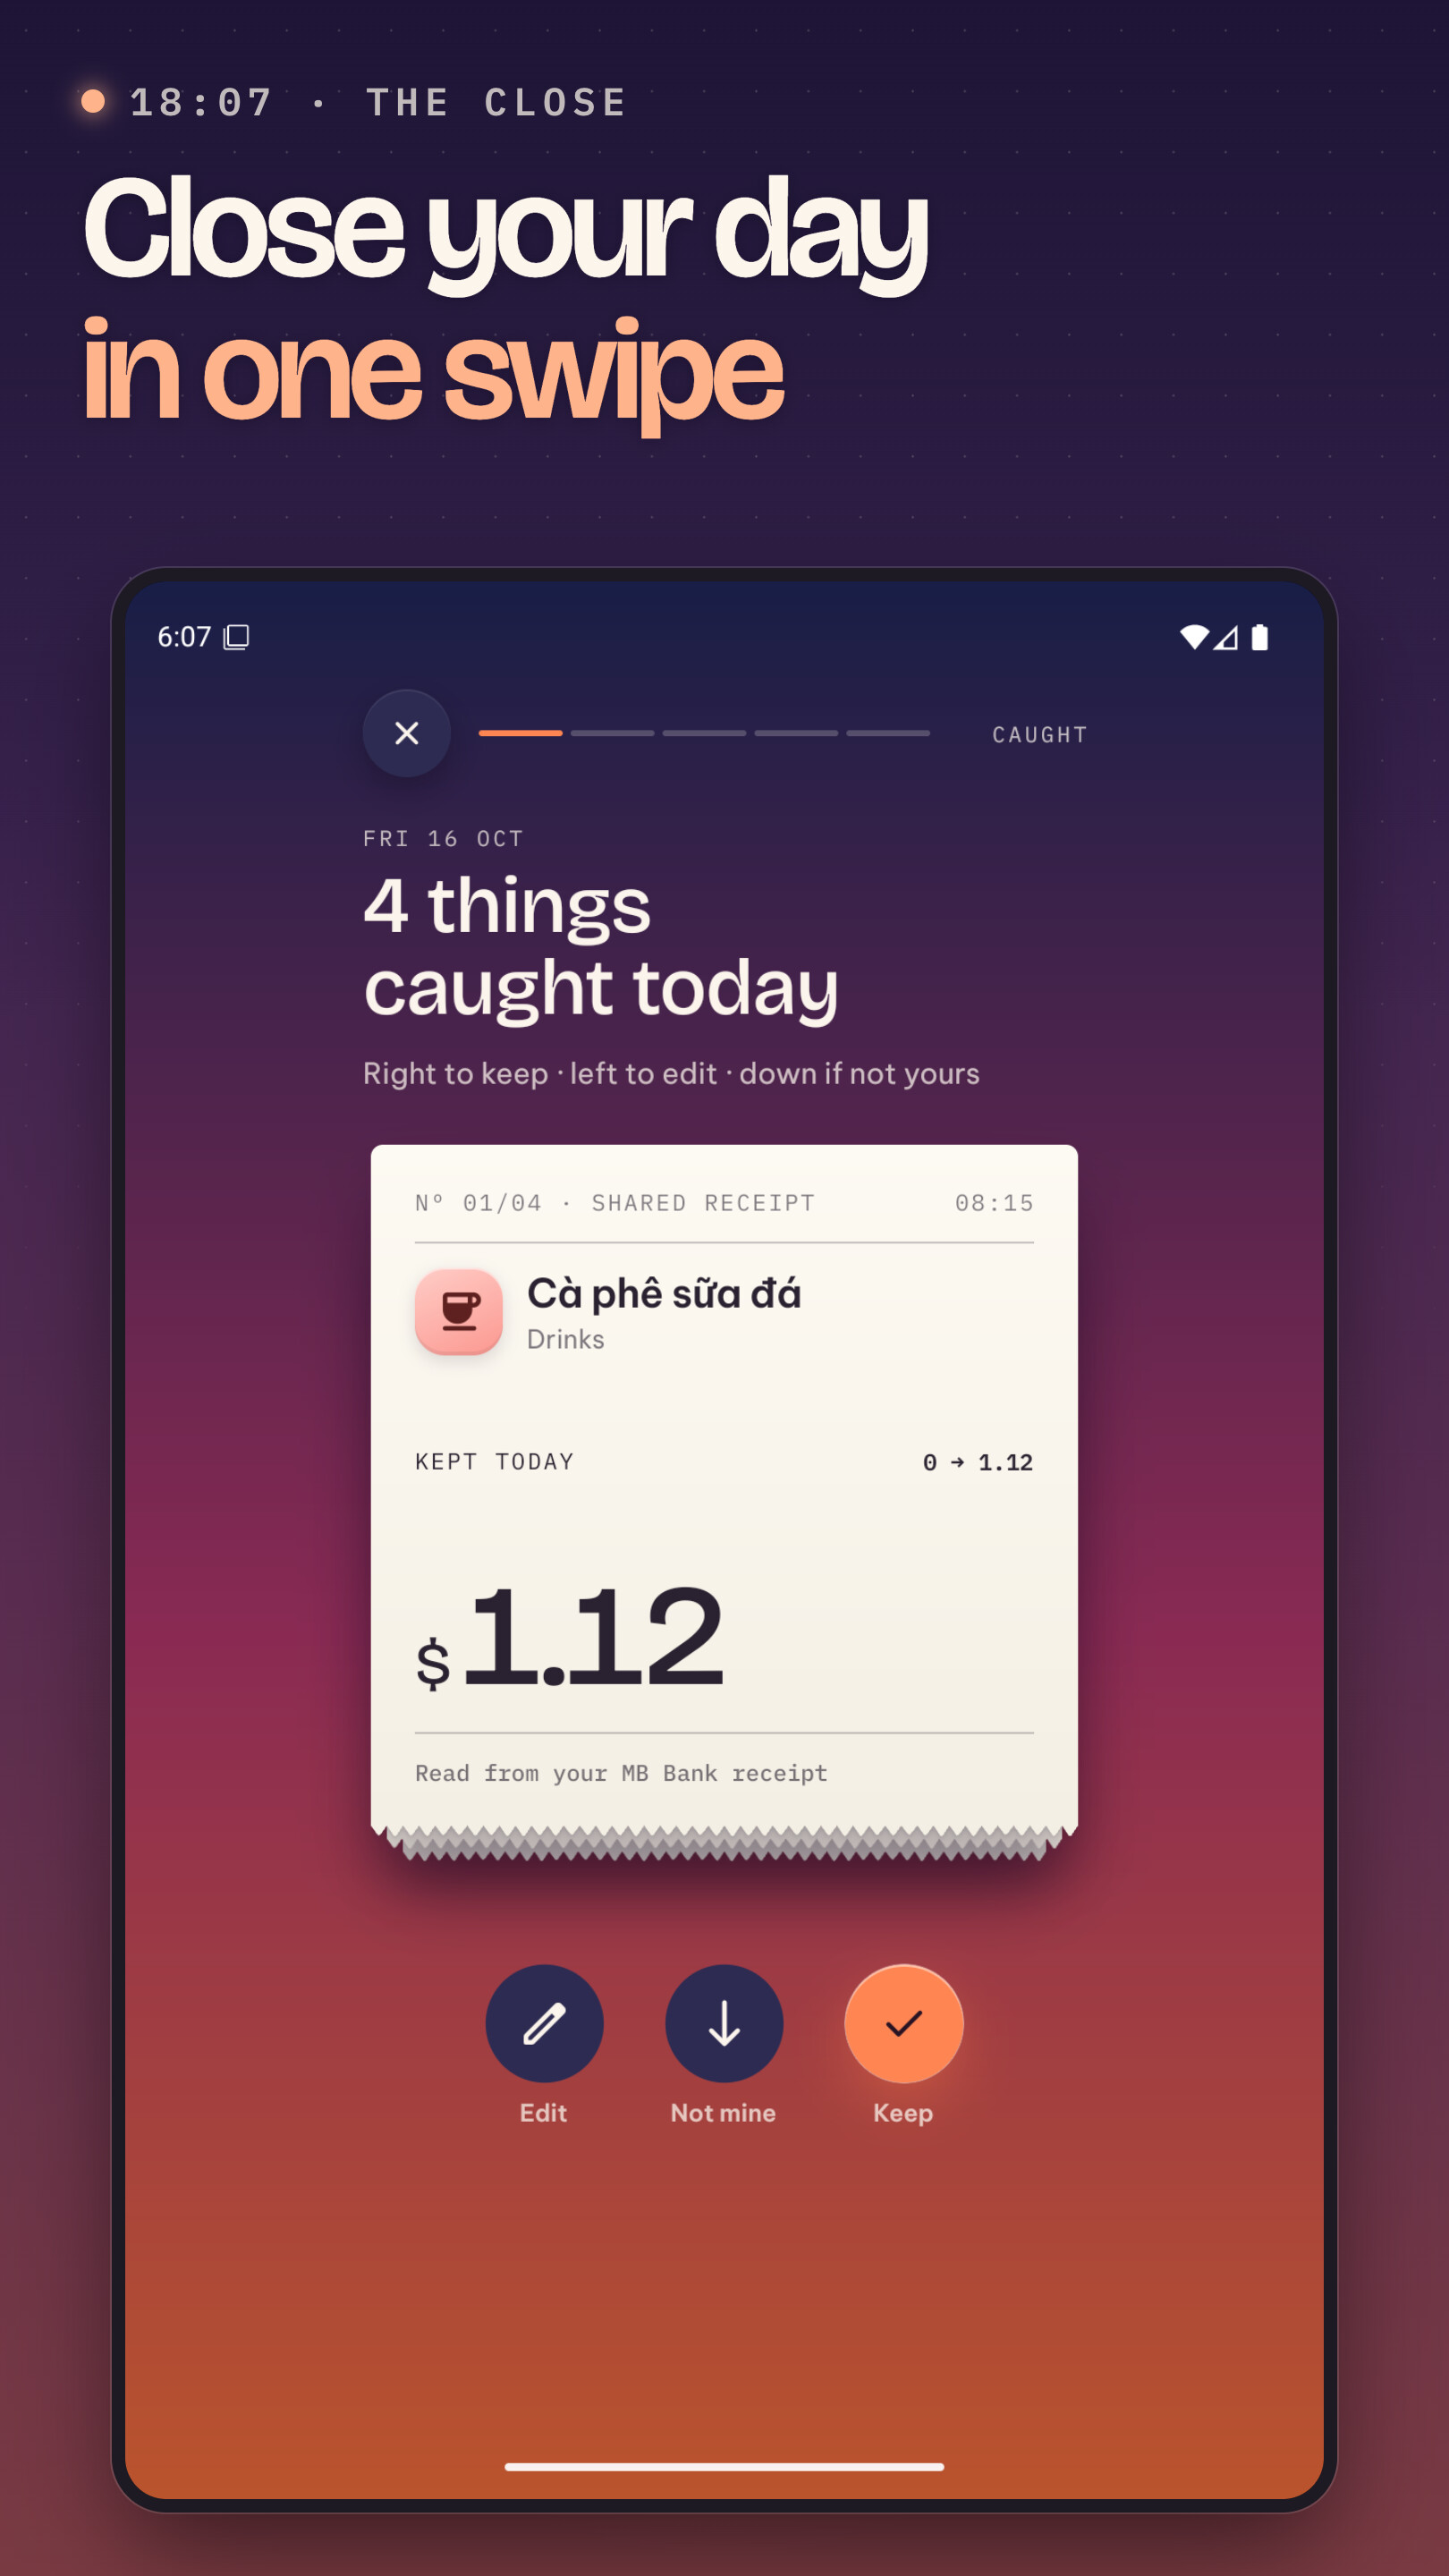 18:07 · THE CLOSE
Close your day
in one swipe
6:07
CAUGHT
FRI 16 OCT
4 things
caught today
Right to keep · left to edit · down if not yours
Nº 01/04 · SHARED RECEIPT 08:15
Cà phê sữa đá
Drinks
KEPT TODAY 0 → 1.12
$1.12
Read from your MB Bank receipt
Edit Not mine Keep